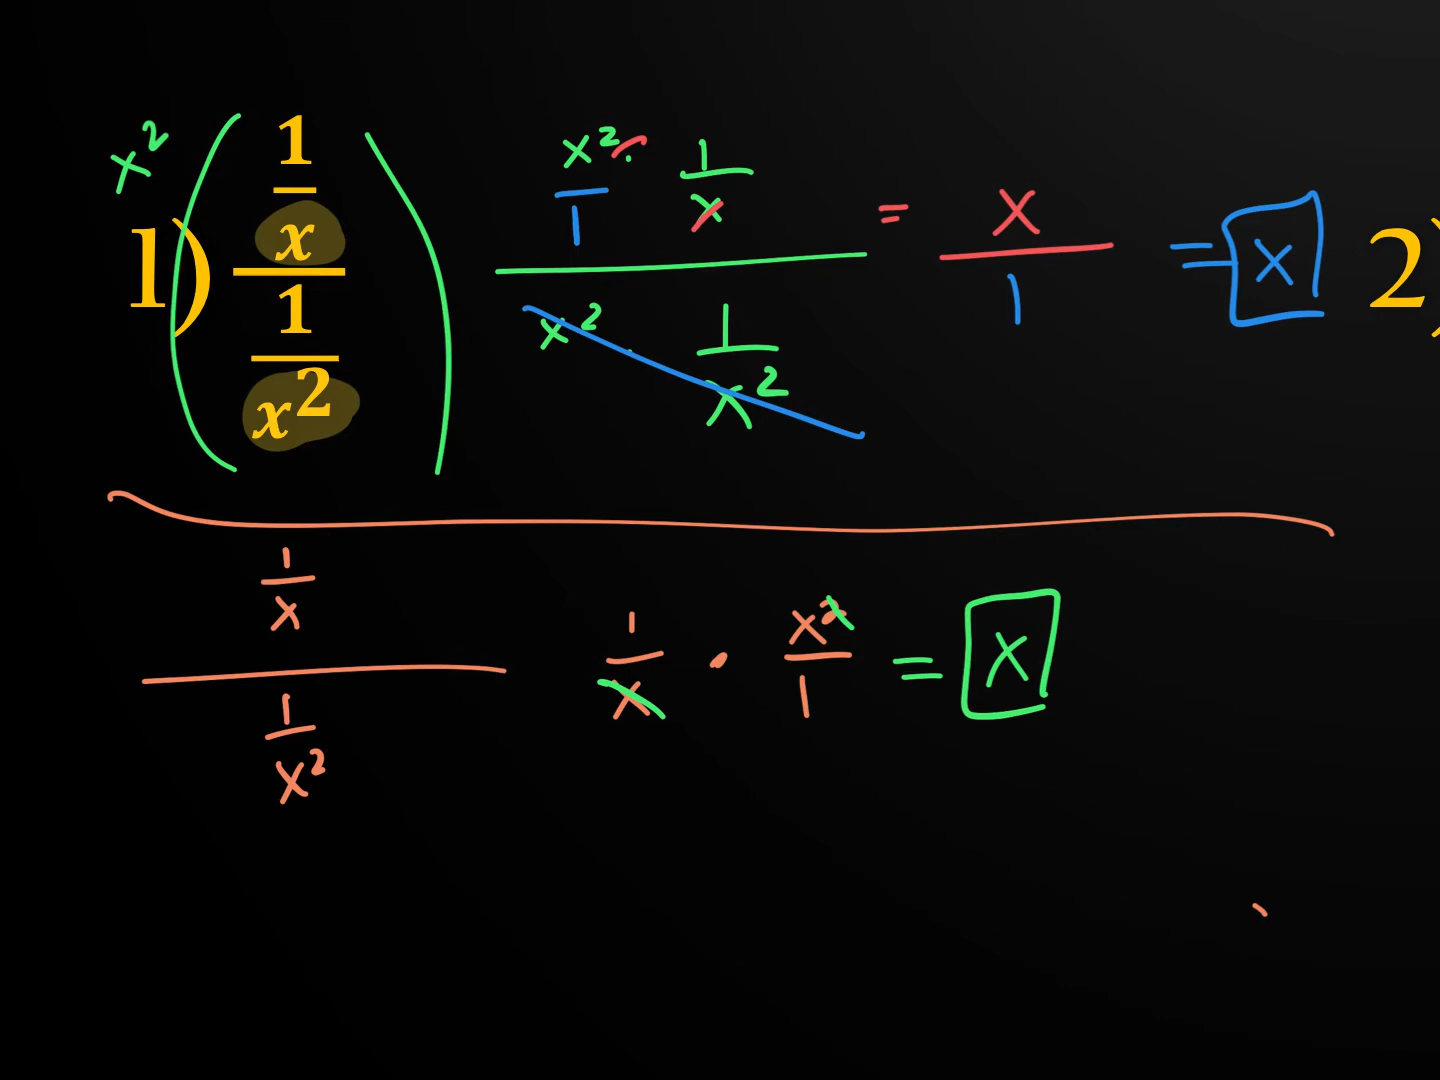 1) x² ( (1/x) / (1/x²) ) (x²/1 · 1/x) / (x² · 1/x²) = x/1 = x 2)
(1/x) / (1/x²) 1/x · x²/1 = x